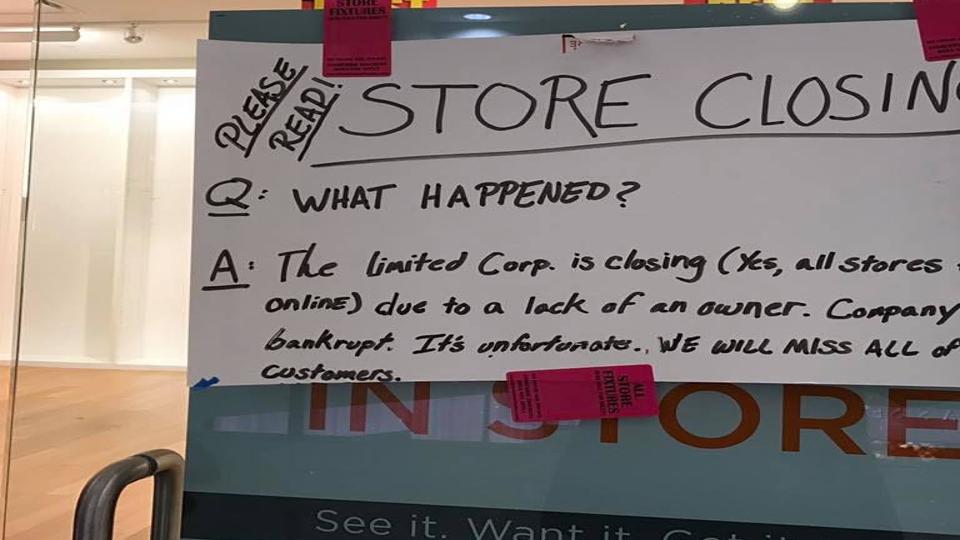 STORE
FIXTURES
PLEASE
READ!
STORE CLOSIN
Q: WHAT HAPPENED?
A: The limited Corp. is closing (Yes, all stores
online) due to a lack of an owner. Company
bankrupt. It's unfortunate.. WE WILL MISS ALL of
customers.
ALL
STORE
FIXTURES
IN STORE
See it. Want it. Get it.